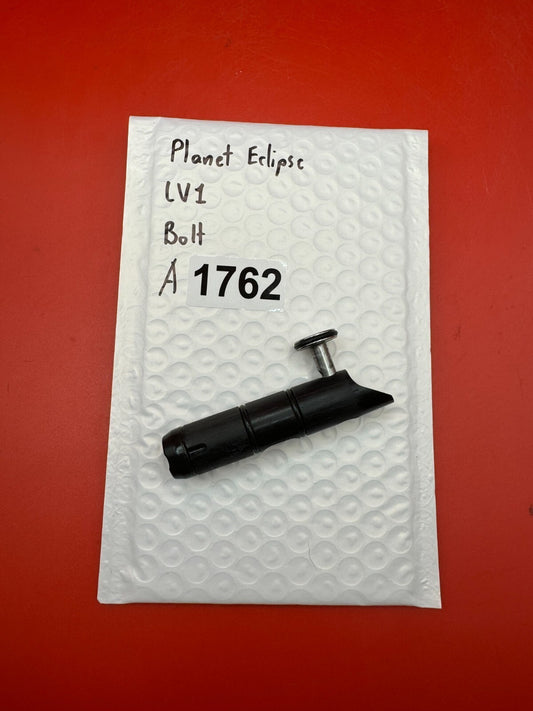 Planet Eclipse
LV1
Bolt
A 1762